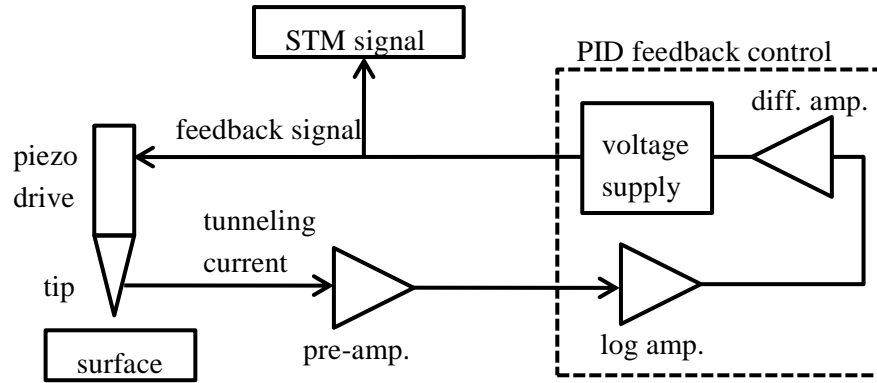 STM signal
PID feedback control
diff. amp.
feedback signal
voltage
supply
piezo
drive
tunneling
current
tip
pre-amp.
log amp.
surface